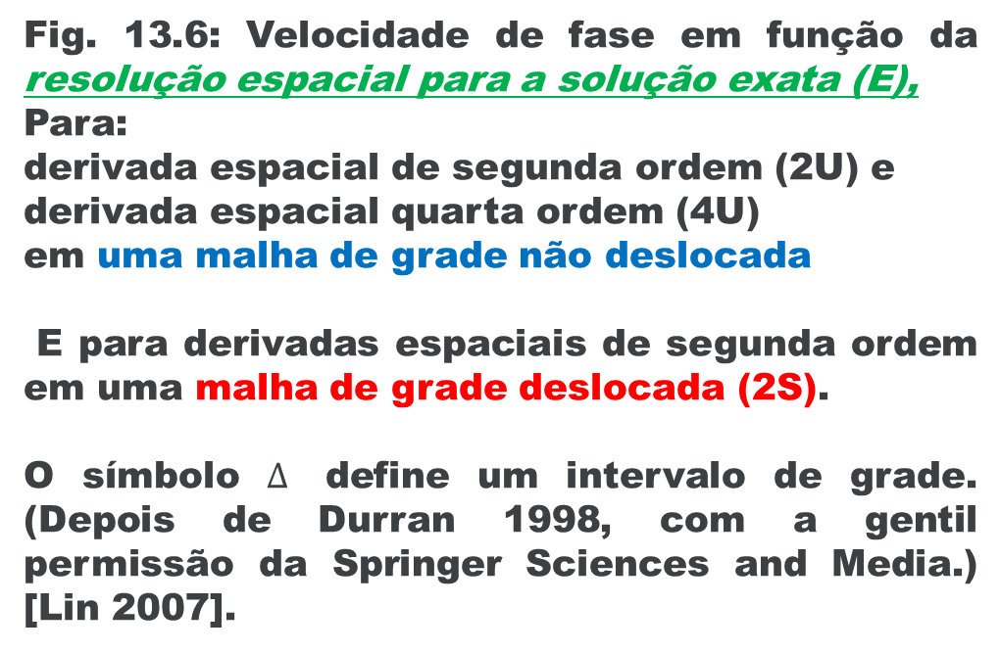 Fig. 13.6: Velocidade de fase em função da
resolução espacial para a solução exata (E),
Para:
derivada espacial de segunda ordem (2U) e
derivada espacial quarta ordem (4U)
em uma malha de grade não deslocada
E para derivadas espaciais de segunda ordem
em uma malha de grade deslocada (2S).
O símbolo Δ define um intervalo de grade.
(Depois de Durran 1998, com a gentil
permissão da Springer Sciences and Media.)
[Lin 2007].